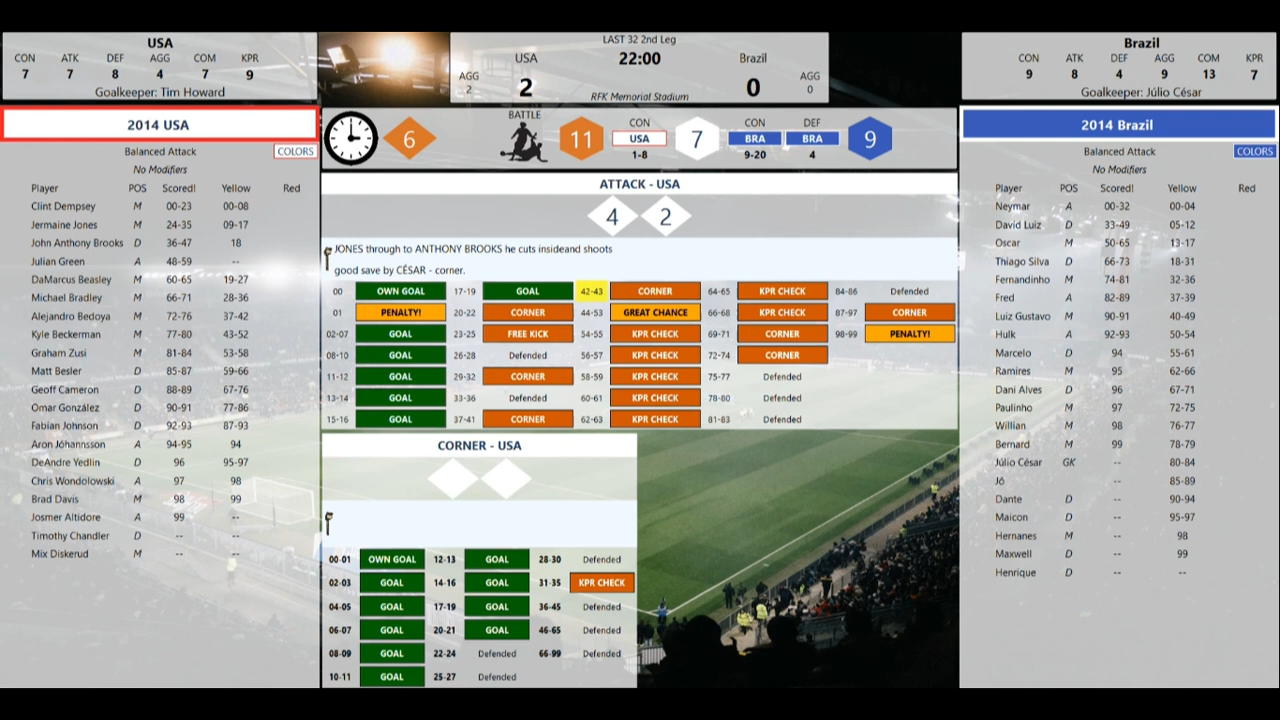 USA
CON ATK DEF AGG COM KPR
7 7 8 4 7 9
Goalkeeper: Tim Howard
LAST 32 2nd Leg
USA 22:00 Brazil
AGG 2 2 0 AGG 0
RFK Memorial Stadium
Brazil
CON ATK DEF AGG COM KPR
9 8 4 9 13 7
Goalkeeper: Júlio César
2014 USA
Balanced Attack COLORS
No Modifiers
Player POS Scored! Yellow Red
Clint Dempsey M 00-23 00-08
Jermaine Jones M 24-35 09-17
John Anthony Brooks D 36-47 18
Julian Green A 48-59 --
DaMarcus Beasley M 60-65 19-27
Michael Bradley M 66-71 28-36
Alejandro Bedoya M 72-76 37-42
Kyle Beckerman M 77-80 43-52
Graham Zusi M 81-84 53-58
Matt Besler D 85-87 59-66
Geoff Cameron D 88-89 67-76
Omar González D 90-91 77-86
Fabian Johnson D 92-93 87-93
Aron Jóhannsson A 94-95 94
DeAndre Yedlin D 96 95-97
Chris Wondolowski A 97 98
Brad Davis M 98 99
Josmer Altidore A 99 --
Timothy Chandler D -- --
Mix Diskerud M -- --
6
BATTLE
11
CON
USA
1-8
7
CON DEF
BRA BRA
9-20 4
9
ATTACK - USA
4 2
JONES through to ANTHONY BROOKS he cuts insideand shoots
good save by CÉSAR - corner.
00 OWN GOAL 17-19 GOAL 42-43 CORNER 64-65 KPR CHECK 84-86 Defended
01 PENALTY! 20-22 CORNER 44-53 GREAT CHANCE 66-68 KPR CHECK 87-97 CORNER
02-07 GOAL 23-25 FREE KICK 54-55 KPR CHECK 69-71 CORNER 98-99 PENALTY!
08-10 GOAL 26-28 Defended 56-57 KPR CHECK 72-74 CORNER
11-12 GOAL 29-32 CORNER 58-59 KPR CHECK 75-77 Defended
13-14 GOAL 33-36 Defended 60-61 KPR CHECK 78-80 Defended
15-16 GOAL 37-41 CORNER 62-63 KPR CHECK 81-83 Defended
CORNER - USA
00-01 OWN GOAL 12-13 GOAL 28-30 Defended
02-03 GOAL 14-16 GOAL 31-35 KPR CHECK
04-05 GOAL 17-19 GOAL 36-45 Defended
06-07 GOAL 20-21 GOAL 46-65 Defended
08-09 GOAL 22-24 Defended 66-99 Defended
10-11 GOAL 25-27 Defended
2014 Brazil
Balanced Attack COLORS
No Modifiers
Player POS Scored! Yellow Red
Neymar A 00-32 00-04
David Luiz D 33-49 05-12
Oscar M 50-65 13-17
Thiago Silva D 66-73 18-31
Fernandinho M 74-81 32-36
Fred A 82-89 37-39
Luiz Gustavo M 90-91 40-49
Hulk A 92-93 50-54
Marcelo D 94 55-61
Ramires M 95 62-66
Dani Alves D 96 67-71
Paulinho M 97 72-75
Willian M 98 76-77
Bernard M 99 78-79
Júlio César GK -- 80-84
Jô -- 85-89
Dante D -- 90-94
Maicon D -- 95-97
Hernanes M -- 98
Maxwell D -- 99
Henrique D -- --